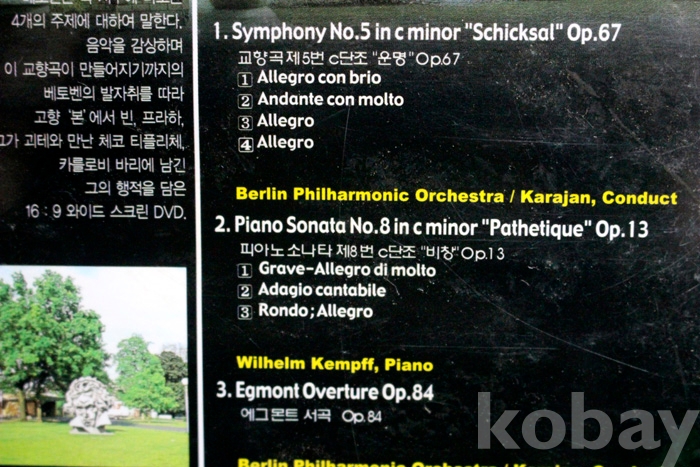 4개의 주제에 대하여 말한다.
음악을 감상하며
이 교향곡이 만들어지기까지의
베토벤의 발자취를 따라
고향 '본'에서 빈, 프라하,
그가 괴테와 만난 체코 티플리체,
카를로비 바리에 남긴
그의 행적을 담은
16 : 9 와이드 스크린 DVD.
1. Symphony No.5 in c minor "Schicksal" Op.67
교향곡 제5번 c단조 "운명" Op.67
1 Allegro con brio
2 Andante con molto
3 Allegro
4 Allegro
Berlin Philharmonic Orchestra / Karajan, Conduct
2. Piano Sonata No.8 in c minor "Pathetique" Op.13
피아노 소나타 제8번 c단조 "비창" Op.13
1 Grave-Allegro di molto
2 Adagio cantabile
3 Rondo; Allegro
Wilhelm Kempff, Piano
3. Egmont Overture Op.84
에그몬트 서곡 Op.84
Berlin Philharmonic Orchestra / Karajan
kobay